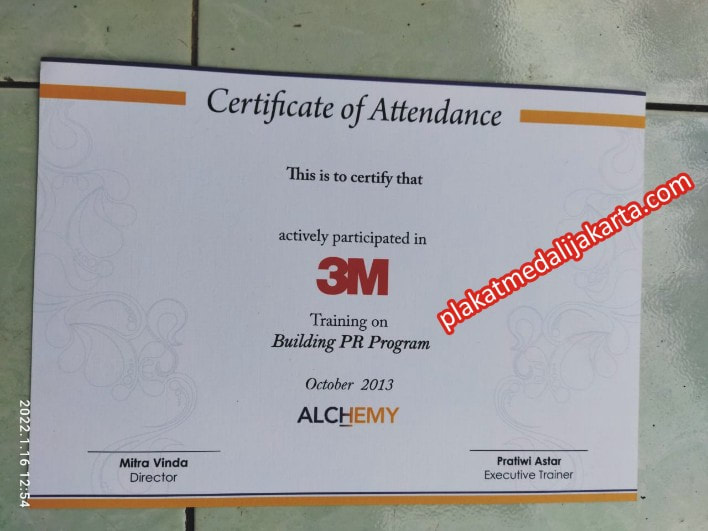 Certificate of Attendance
This is to certify that
actively participated in
3M
Training on
Building PR Program
October 2013
ALCHEMY
Mitra Vinda
Director
Pratiwi Astar
Executive Trainer
plakatmedalijakarta.com
2022.1.16 12:54